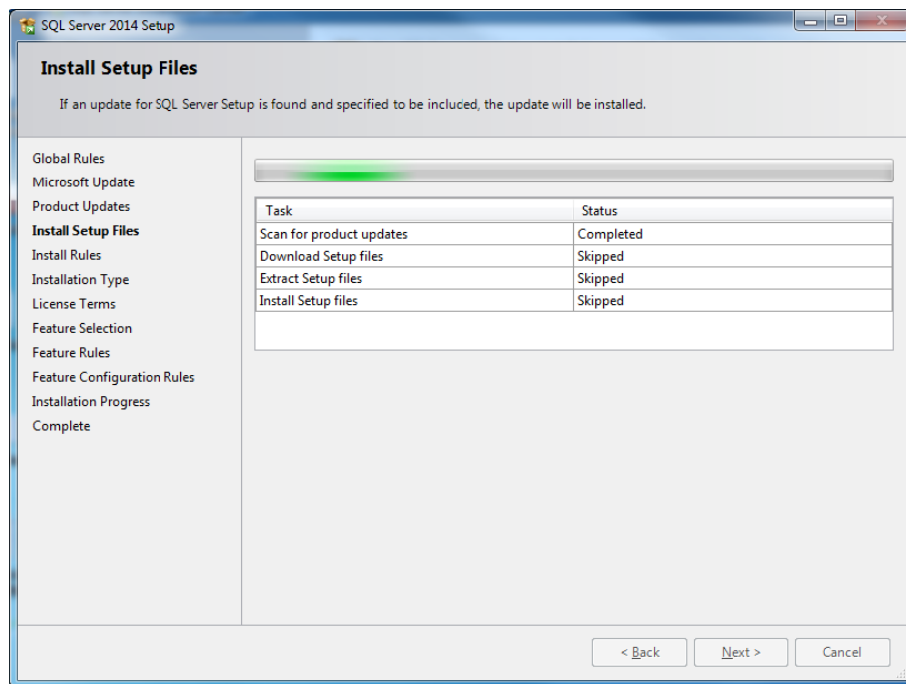 SQL Server 2014 Setup
Install Setup Files
If an update for SQL Server Setup is found and specified to be included, the update will be installed.
Global Rules
Microsoft Update
Product Updates
Install Setup Files
Install Rules
Installation Type
License Terms
Feature Selection
Feature Rules
Feature Configuration Rules
Installation Progress
Complete
Task Status
Scan for product updates Completed
Download Setup files Skipped
Extract Setup files Skipped
Install Setup files Skipped
< Back Next > Cancel